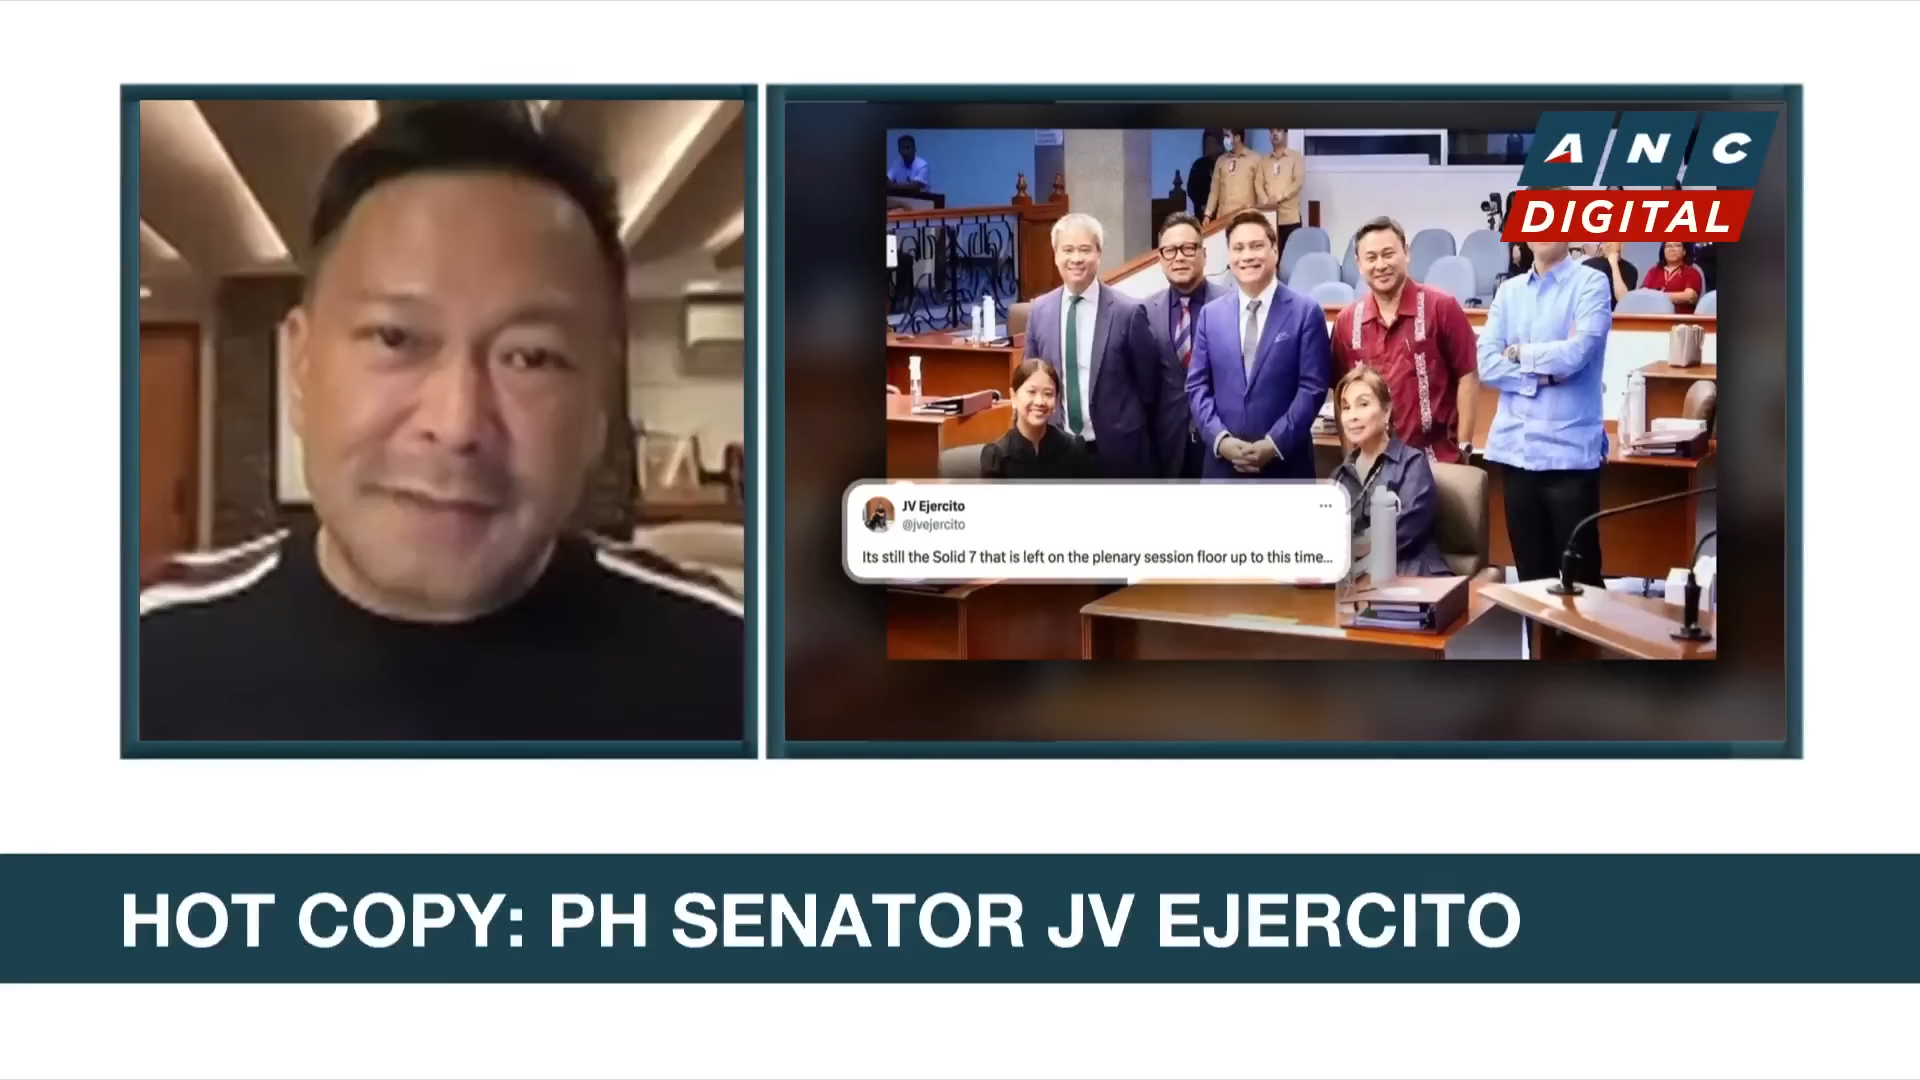 ANC
DIGITAL
JV Ejercito
@jvejercito
Its still the Solid 7 that is left on the plenary session floor up to this time...
HOT COPY: PH SENATOR JV EJERCITO